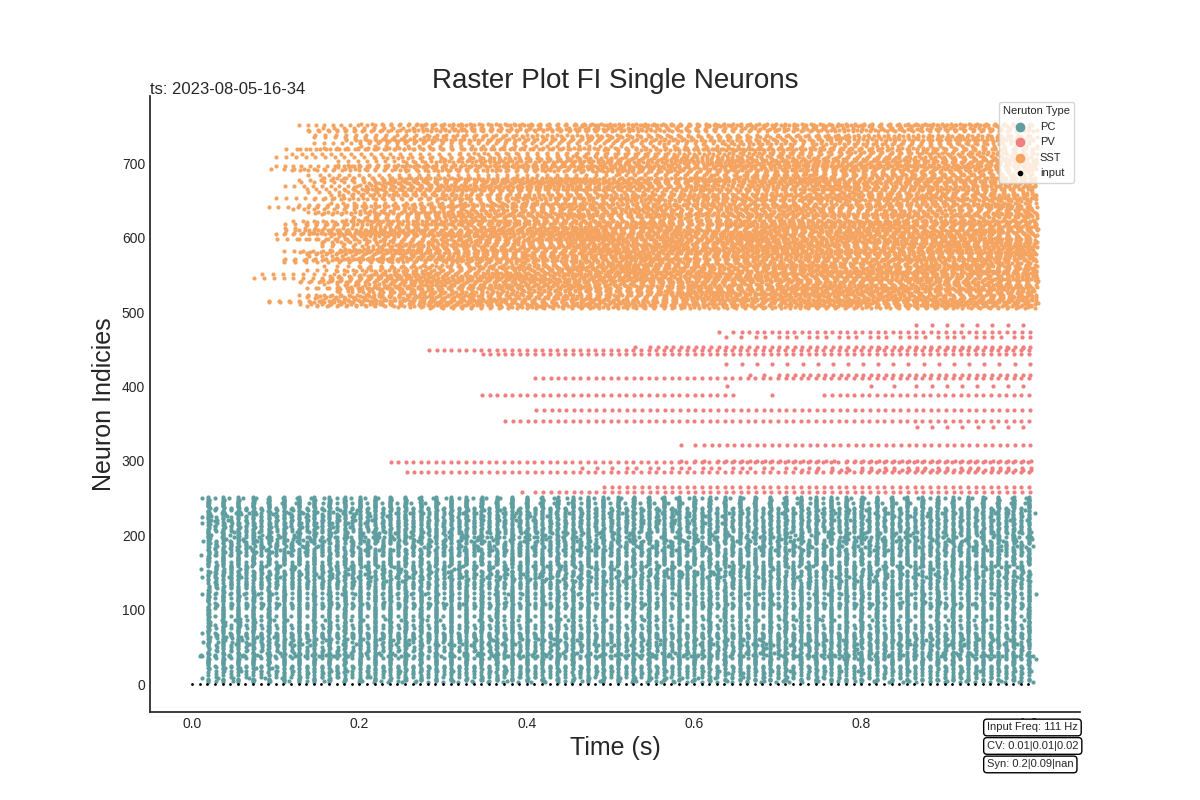 Raster Plot FI Single Neurons
ts: 2023-08-05-16-34
Neruton Type
PC
PV
SST
input
Neuron Indicies
700
600
500
400
300
200
100
0
0.0 0.2 0.4 0.6 0.8
Time (s)
Input Freq: 111 Hz
CV: 0.01|0.01|0.02
Syn: 0.2|0.09|nan